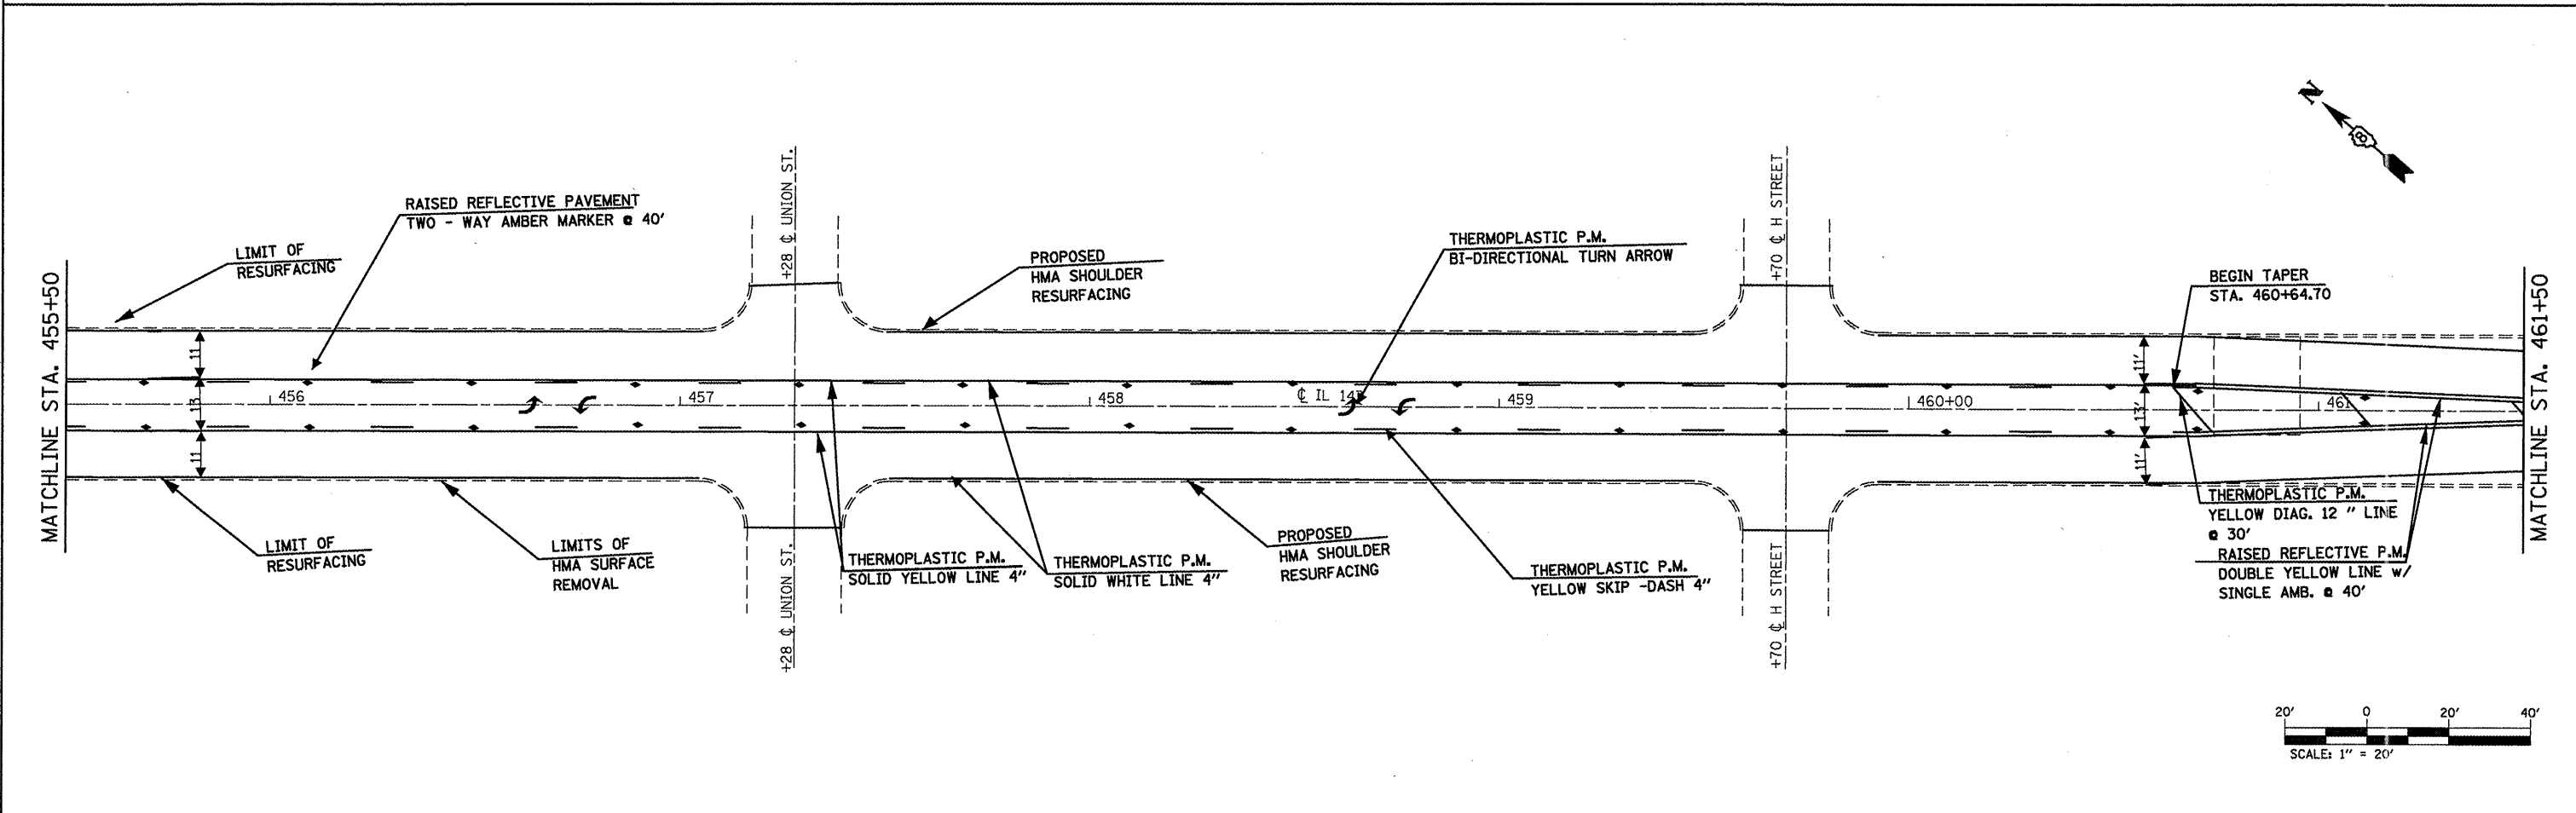 MATCHLINE STA. 455+50
LIMIT OF
RESURFACING
RAISED REFLECTIVE PAVEMENT
TWO - WAY AMBER MARKER @ 40'
+28 ℄ UNION ST.
PROPOSED
HMA SHOULDER
RESURFACING
THERMOPLASTIC P.M.
BI-DIRECTIONAL TURN ARROW
+70 ℄ H STREET
BEGIN TAPER
STA. 460+64.70
N
MATCHLINE STA. 461+50
11
13
11
456
457
458
℄ IL 14
459
460+00
461
11'
13'
11'
LIMIT OF
RESURFACING
LIMITS OF
HMA SURFACE
REMOVAL
+28 ℄ UNION ST.
THERMOPLASTIC P.M.
SOLID YELLOW LINE 4"
THERMOPLASTIC P.M.
SOLID WHITE LINE 4"
PROPOSED
HMA SHOULDER
RESURFACING
THERMOPLASTIC P.M.
YELLOW SKIP -DASH 4"
+70 ℄ H STREET
THERMOPLASTIC P.M.
YELLOW DIAG. 12 " LINE
@ 30'
RAISED REFLECTIVE P.M.
DOUBLE YELLOW LINE w/
SINGLE AMB. @ 40'
20' 0 20' 40'
SCALE: 1" = 20'